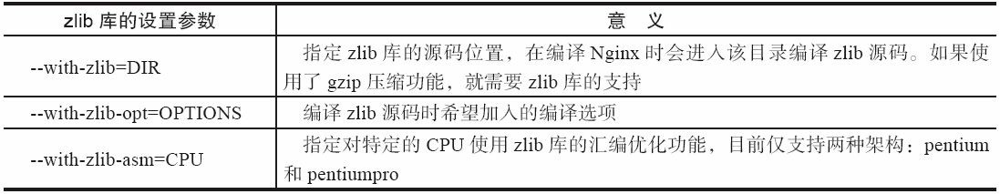 zlib 库的设置参数 意 义
--with-zlib=DIR 指定 zlib 库的源码位置，在编译 Nginx 时会进入该目录编译 zlib 源码。如果使
用了 gzip 压缩功能，就需要 zlib 库的支持
--with-zlib-opt=OPTIONS 编译 zlib 源码时希望加入的编译选项
--with-zlib-asm=CPU 指定对特定的 CPU 使用 zlib 库的汇编优化功能，目前仅支持两种架构：pentium
和 pentiumpro